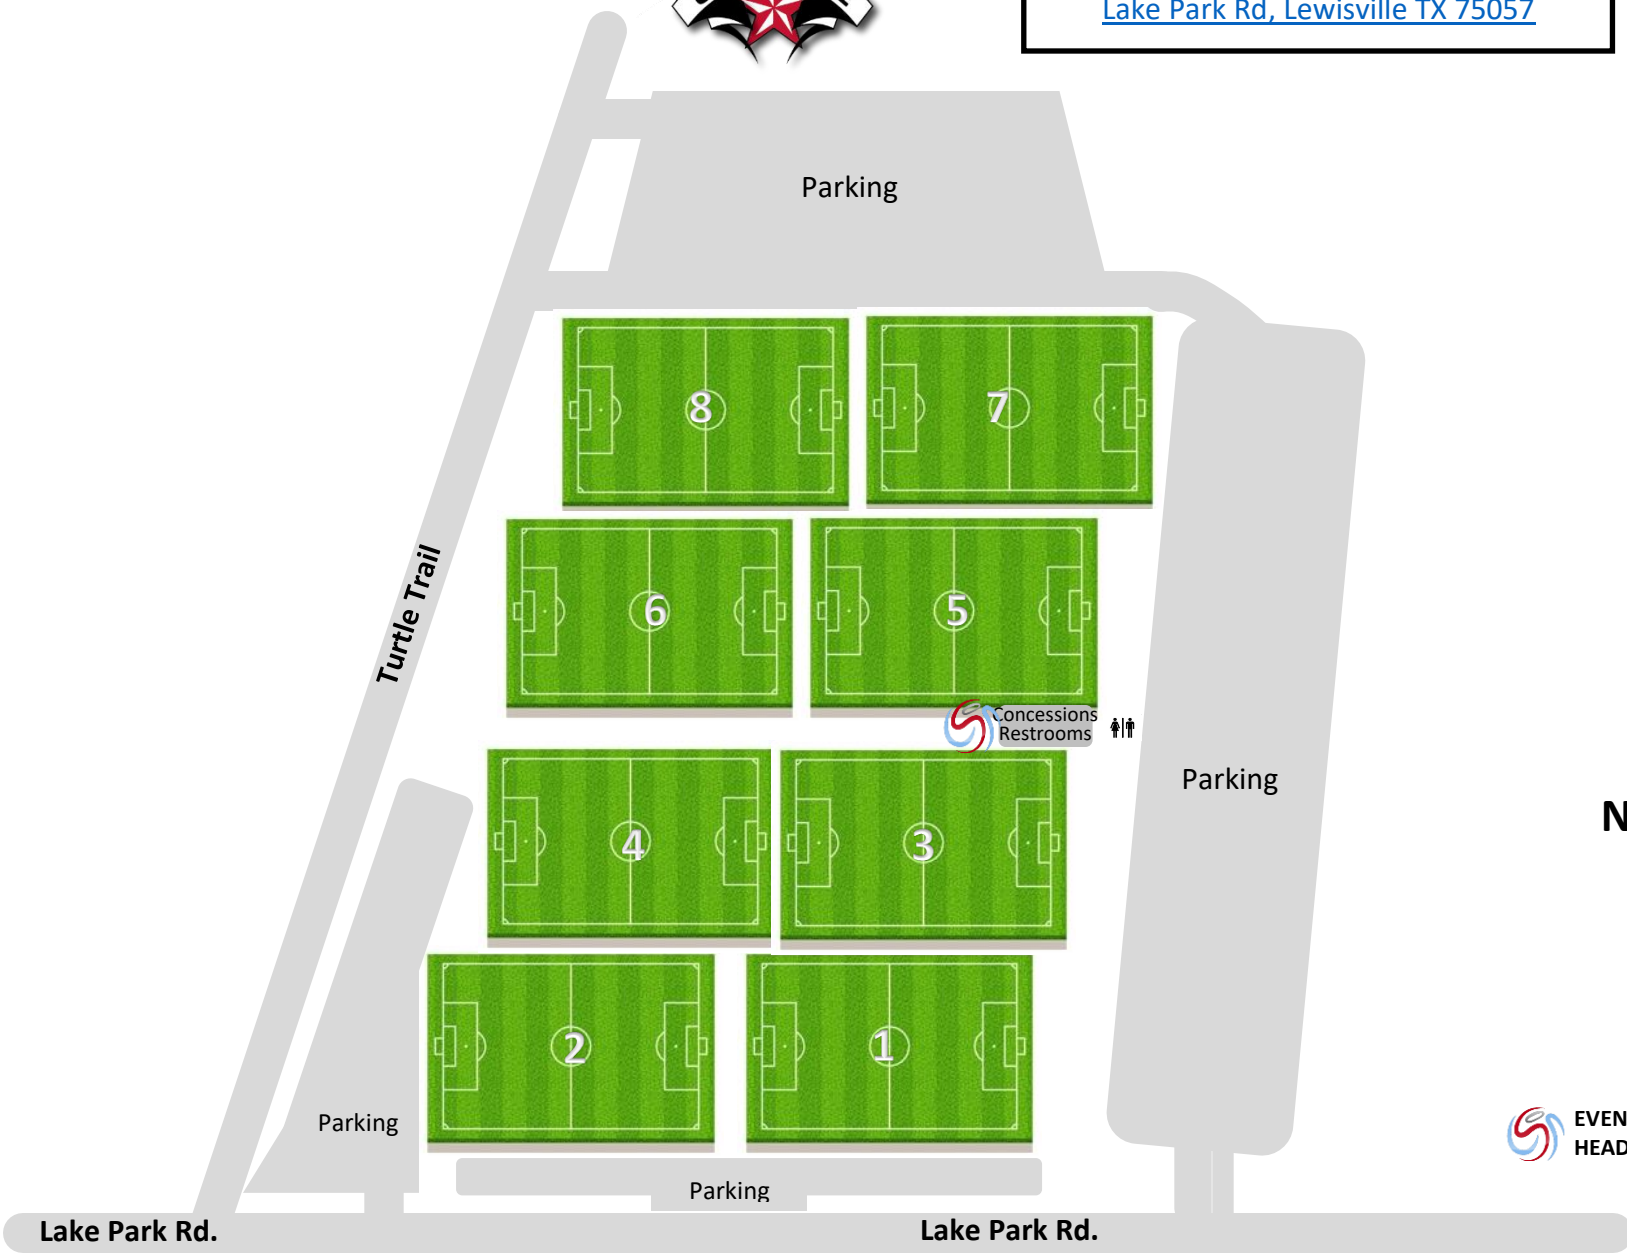 Lake Park Rd, Lewisville TX 75057
Parking
8
7
Turtle Trail
6
5
Concessions
Restrooms
Parking
N
4
3
2
1
Parking
EVEN
HEAD
Parking
Lake Park Rd.
Lake Park Rd.